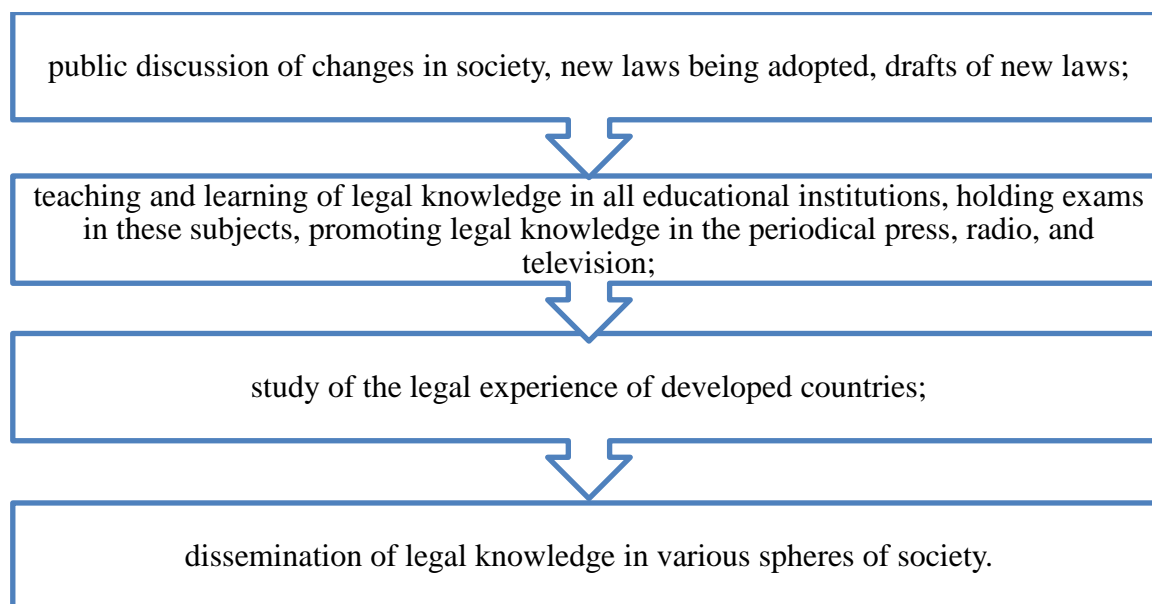 public discussion of changes in society, new laws being adopted, drafts of new laws;
teaching and learning of legal knowledge in all educational institutions, holding exams
in these subjects, promoting legal knowledge in the periodical press, radio, and
television;
study of the legal experience of developed countries;
dissemination of legal knowledge in various spheres of society.